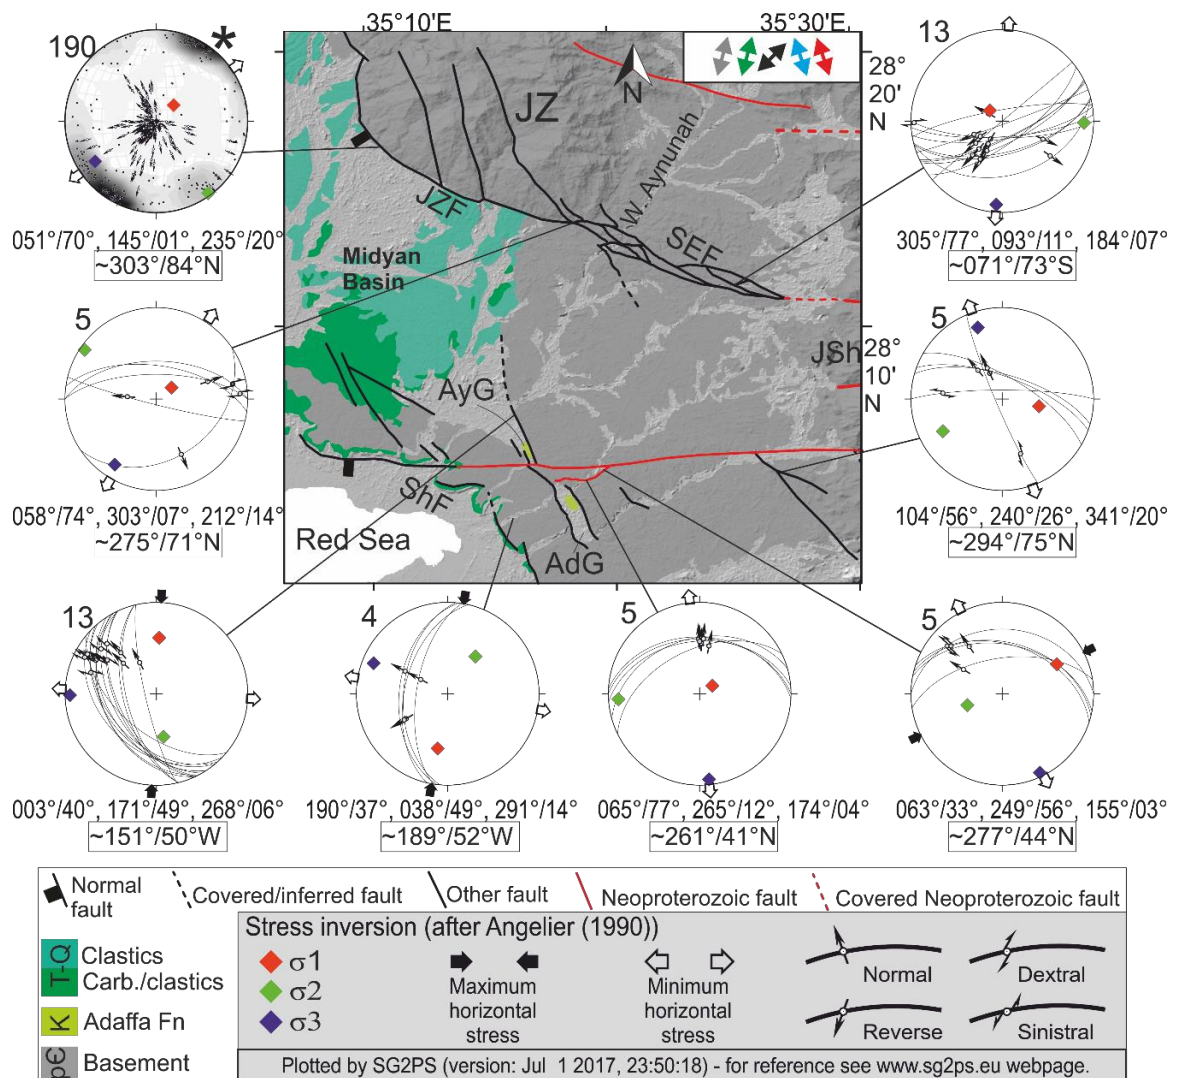 35°10'E
35°30'E
190
*
13
28°
20'
N
N
JZ
W. Aynunah
JZF
SEF
Midyan
Basin
051°/70°, 145°/01°, 235°/20°
~303°/84°N
305°/77°, 093°/11°, 184°/07°
~071°/73°S
5
5
JSh
28°
10'
N
AyG
ShF
Red Sea
AdG
058°/74°, 303°/07°, 212°/14°
~275°/71°N
104°/56°, 240°/26°, 341°/20°
~294°/75°N
13
4
5
5
003°/40°, 171°/49°, 268°/06°
~151°/50°W
190°/37°, 038°/49°, 291°/14°
~189°/52°W
065°/77°, 265°/12°, 174°/04°
~261°/41°N
063°/33°, 249°/56°, 155°/03°
~277°/44°N
Normal
fault
Covered/inferred fault
Other fault
Neoproterozoic fault
Covered Neoproterozoic fault
T-Q
Clastics
Carb./clastics
K
Adaffa Fn
pЄ
Basement
Stress inversion (after Angelier (1990))
σ1
σ2
σ3
Maximum
horizontal
stress
Minimum
horizontal
stress
Normal
Dextral
Reverse
Sinistral
Plotted by SG2PS (version: Jul 1 2017, 23:50:18) - for reference see www.sg2ps.eu webpage.